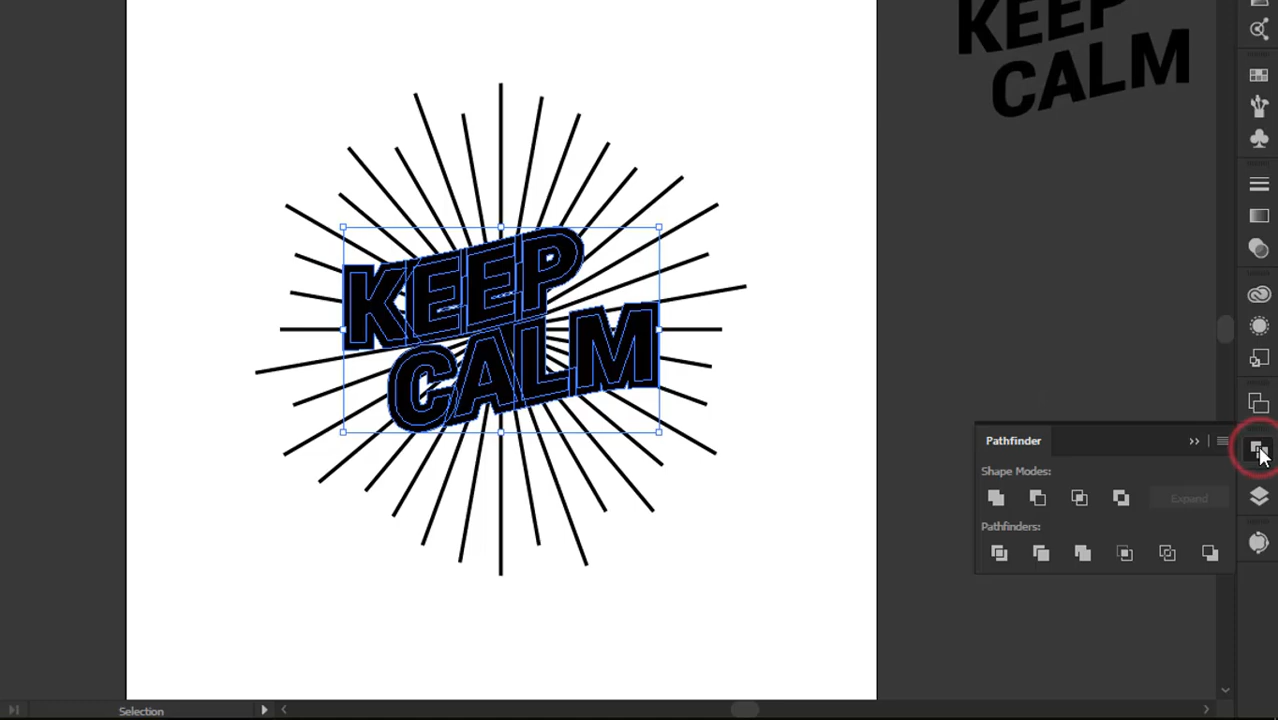 KEEP
CALM
KEEP
CALM
Pathfinder
Shape Modes:
Expand
Pathfinders:
Selection